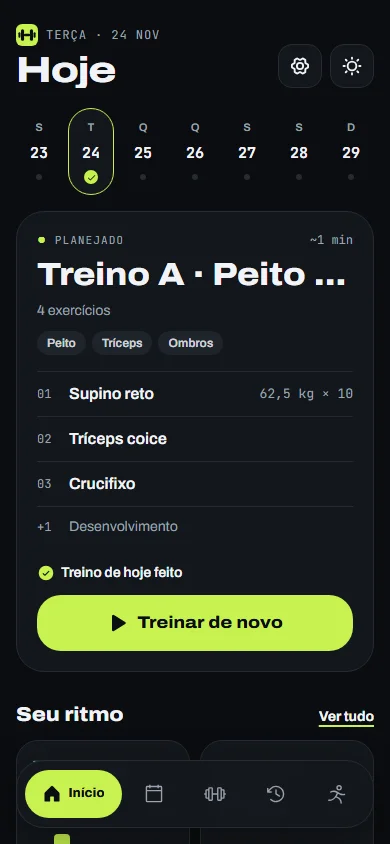 TERÇA · 24 NOV
Hoje
S T Q Q S S D
23 24 25 26 27 28 29
PLANEJADO ~1 min
Treino A · Peito ...
4 exercícios
Peito Tríceps Ombros
01 Supino reto 62,5 kg × 10
02 Tríceps coice
03 Crucifixo
+1 Desenvolvimento
Treino de hoje feito
Treinar de novo
Seu ritmo Ver tudo
Início